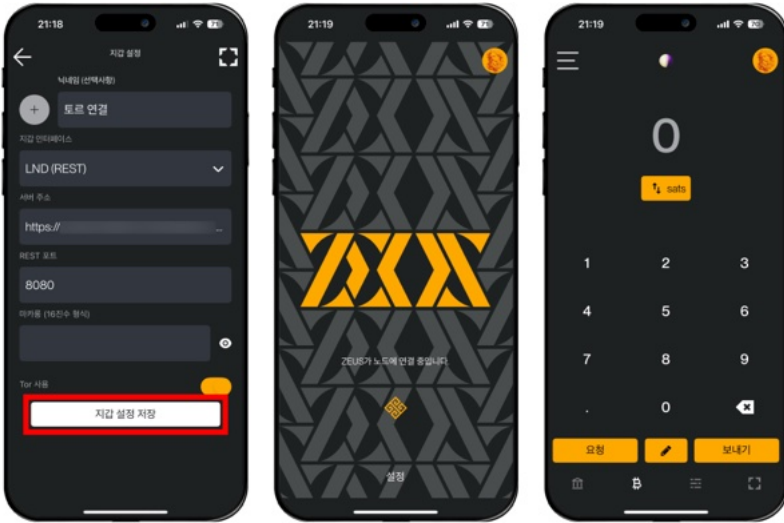 21:18
지갑 설정
닉네임 (선택사항)
+
토르 연결
지갑 인터페이스
LND (REST)
서버 주소
https://
...
REST 포트
8080
마카롱 (16진수 형식)
Tor 사용
지갑 설정 저장
21:19
ZEUS
ZEUS가 노드에 연결 중입니다.
설정
21:19
0
sats
1 2 3
4 5 6
7 8 9
. 0
요청
보내기